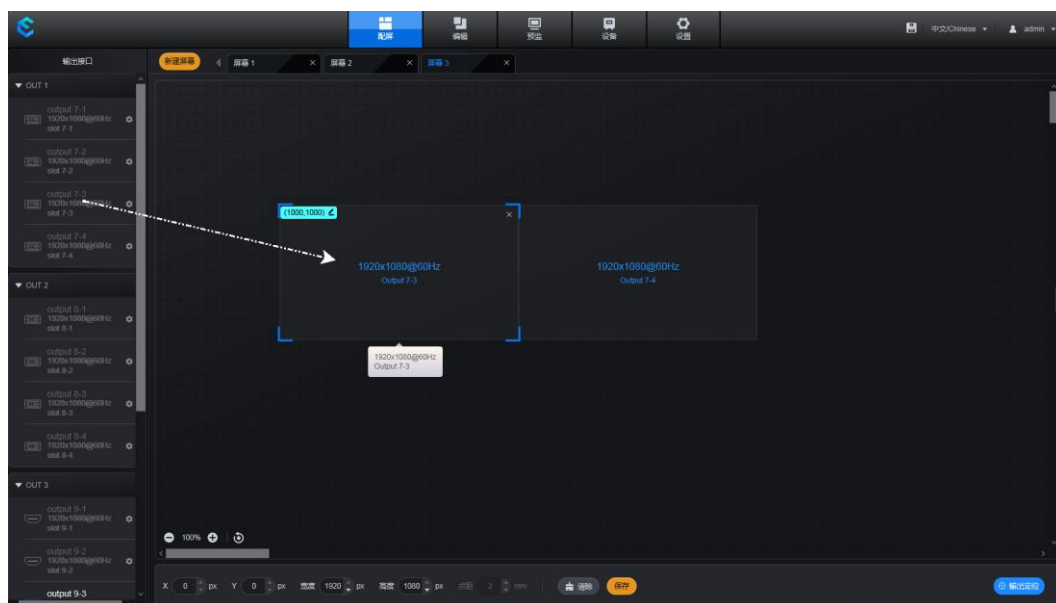 配屏
编辑
预监
设备
设置
中文/Chinese
admin
输出接口
新建屏幕
屏幕 1
屏幕 2
屏幕 3
OUT 1
output 7-1
1920x1080@60Hz
slot 7-1
output 7-2
1920x1080@60Hz
slot 7-2
output 7-3
1920x1080@60Hz
slot 7-3
output 7-4
1920x1080@60Hz
slot 7-4
OUT 2
output 8-1
1920x1080@60Hz
slot 8-1
output 8-2
1920x1080@60Hz
slot 8-2
output 8-3
1920x1080@60Hz
slot 8-3
output 8-4
1920x1080@60Hz
slot 8-4
OUT 3
output 9-1
1920x1080@60Hz
slot 9-1
output 9-2
1920x1080@60Hz
slot 9-2
output 9-3
(1000,1000)
1920x1080@60Hz
Output 7-3
1920x1080@60Hz
Output 7-4
1920x1080@60Hz
Output 7-3
100%
X 0 px Y 0 px 宽度 1920 px 高度 1080 px 点距 2 mm 清除 保存
输出定位